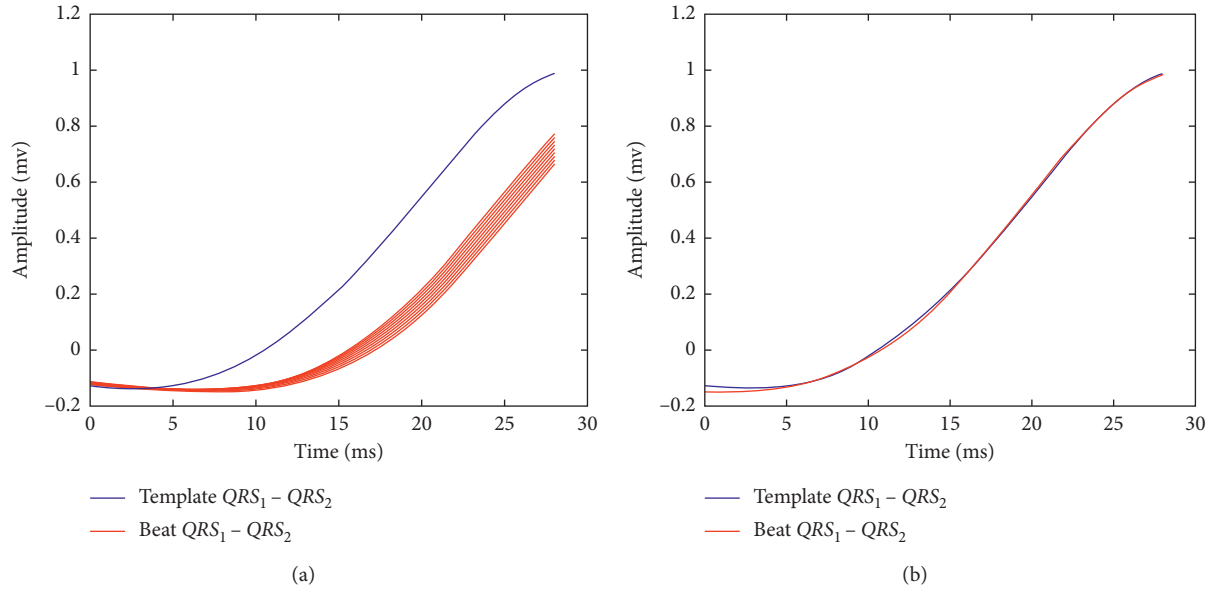 1.2
1
0.8
0.6
0.4
0.2
0
–0.2
Amplitude (mv)
0 5 10 15 20 25 30
Time (ms)
Template QRS1 – QRS2
Beat QRS1 – QRS2
(a)
1.2
1
0.8
0.6
0.4
0.2
0
–0.2
Amplitude (mv)
0 5 10 15 20 25 30
Time (ms)
Template QRS1 – QRS2
Beat QRS1 – QRS2
(b)